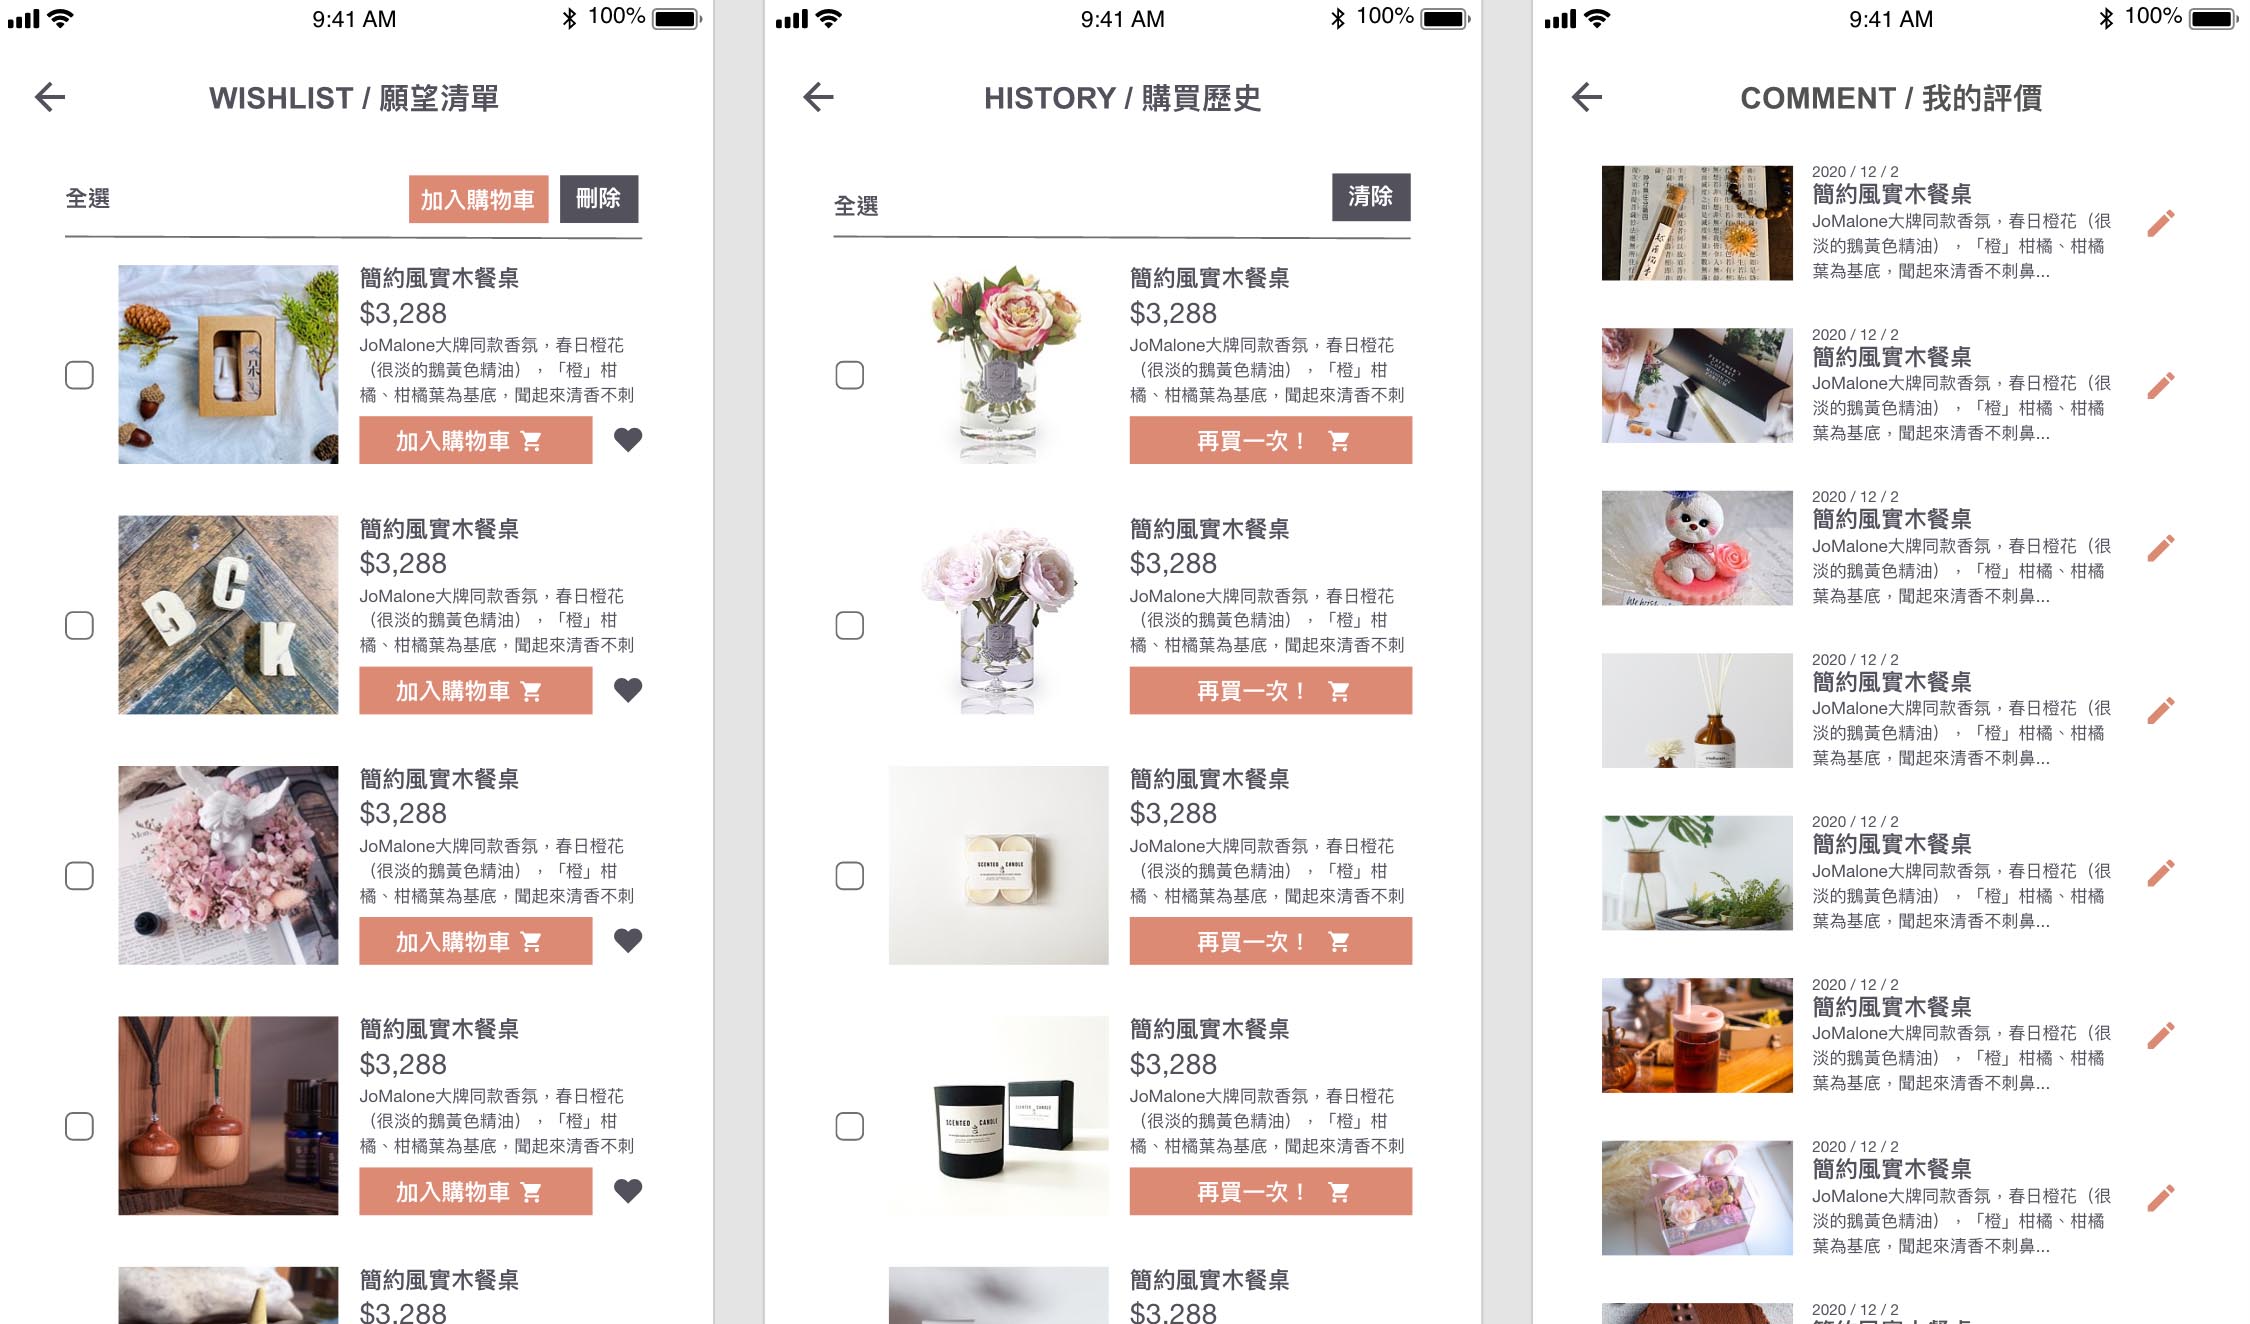 9:41 AM
100%
WISHLIST / 願望清單
全選
加入購物車
刪除
簡約風實木餐桌
$3,288
JoMalone大牌同款香氛，春日橙花
（很淡的鵝黃色精油），「橙」柑
橘、柑橘葉為基底，聞起來清香不刺
加入購物車
簡約風實木餐桌
$3,288
JoMalone大牌同款香氛，春日橙花
（很淡的鵝黃色精油），「橙」柑
橘、柑橘葉為基底，聞起來清香不刺
加入購物車
B
C
K
簡約風實木餐桌
$3,288
JoMalone大牌同款香氛，春日橙花
（很淡的鵝黃色精油），「橙」柑
橘、柑橘葉為基底，聞起來清香不刺
加入購物車
簡約風實木餐桌
$3,288
JoMalone大牌同款香氛，春日橙花
（很淡的鵝黃色精油），「橙」柑
橘、柑橘葉為基底，聞起來清香不刺
加入購物車
簡約風實木餐桌
$3,288
9:41 AM
100%
HISTORY / 購買歷史
全選
清除
簡約風實木餐桌
$3,288
JoMalone大牌同款香氛，春日橙花
（很淡的鵝黃色精油），「橙」柑
橘、柑橘葉為基底，聞起來清香不刺
再買一次！
簡約風實木餐桌
$3,288
JoMalone大牌同款香氛，春日橙花
（很淡的鵝黃色精油），「橙」柑
橘、柑橘葉為基底，聞起來清香不刺
再買一次！
SCENTED CANDLE
簡約風實木餐桌
$3,288
JoMalone大牌同款香氛，春日橙花
（很淡的鵝黃色精油），「橙」柑
橘、柑橘葉為基底，聞起來清香不刺
再買一次！
SCENTED CANDLE
SCENTED CANDLE
簡約風實木餐桌
$3,288
JoMalone大牌同款香氛，春日橙花
（很淡的鵝黃色精油），「橙」柑
橘、柑橘葉為基底，聞起來清香不刺
再買一次！
簡約風實木餐桌
$3,288
9:41 AM
100%
COMMENT / 我的評價
2020 / 12 / 2
簡約風實木餐桌
JoMalone大牌同款香氛，春日橙花（很
淡的鵝黃色精油），「橙」柑橘、柑橘
葉為基底，聞起來清香不刺鼻...
2020 / 12 / 2
簡約風實木餐桌
JoMalone大牌同款香氛，春日橙花（很
淡的鵝黃色精油），「橙」柑橘、柑橘
葉為基底，聞起來清香不刺鼻...
2020 / 12 / 2
簡約風實木餐桌
JoMalone大牌同款香氛，春日橙花（很
淡的鵝黃色精油），「橙」柑橘、柑橘
葉為基底，聞起來清香不刺鼻...
2020 / 12 / 2
簡約風實木餐桌
JoMalone大牌同款香氛，春日橙花（很
淡的鵝黃色精油），「橙」柑橘、柑橘
葉為基底，聞起來清香不刺鼻...
2020 / 12 / 2
簡約風實木餐桌
JoMalone大牌同款香氛，春日橙花（很
淡的鵝黃色精油），「橙」柑橘、柑橘
葉為基底，聞起來清香不刺鼻...
2020 / 12 / 2
簡約風實木餐桌
JoMalone大牌同款香氛，春日橙花（很
淡的鵝黃色精油），「橙」柑橘、柑橘
葉為基底，聞起來清香不刺鼻...
2020 / 12 / 2
簡約風實木餐桌
JoMalone大牌同款香氛，春日橙花（很
淡的鵝黃色精油），「橙」柑橘、柑橘
葉為基底，聞起來清香不刺鼻...
2020 / 12 / 2
簡約風實木餐桌